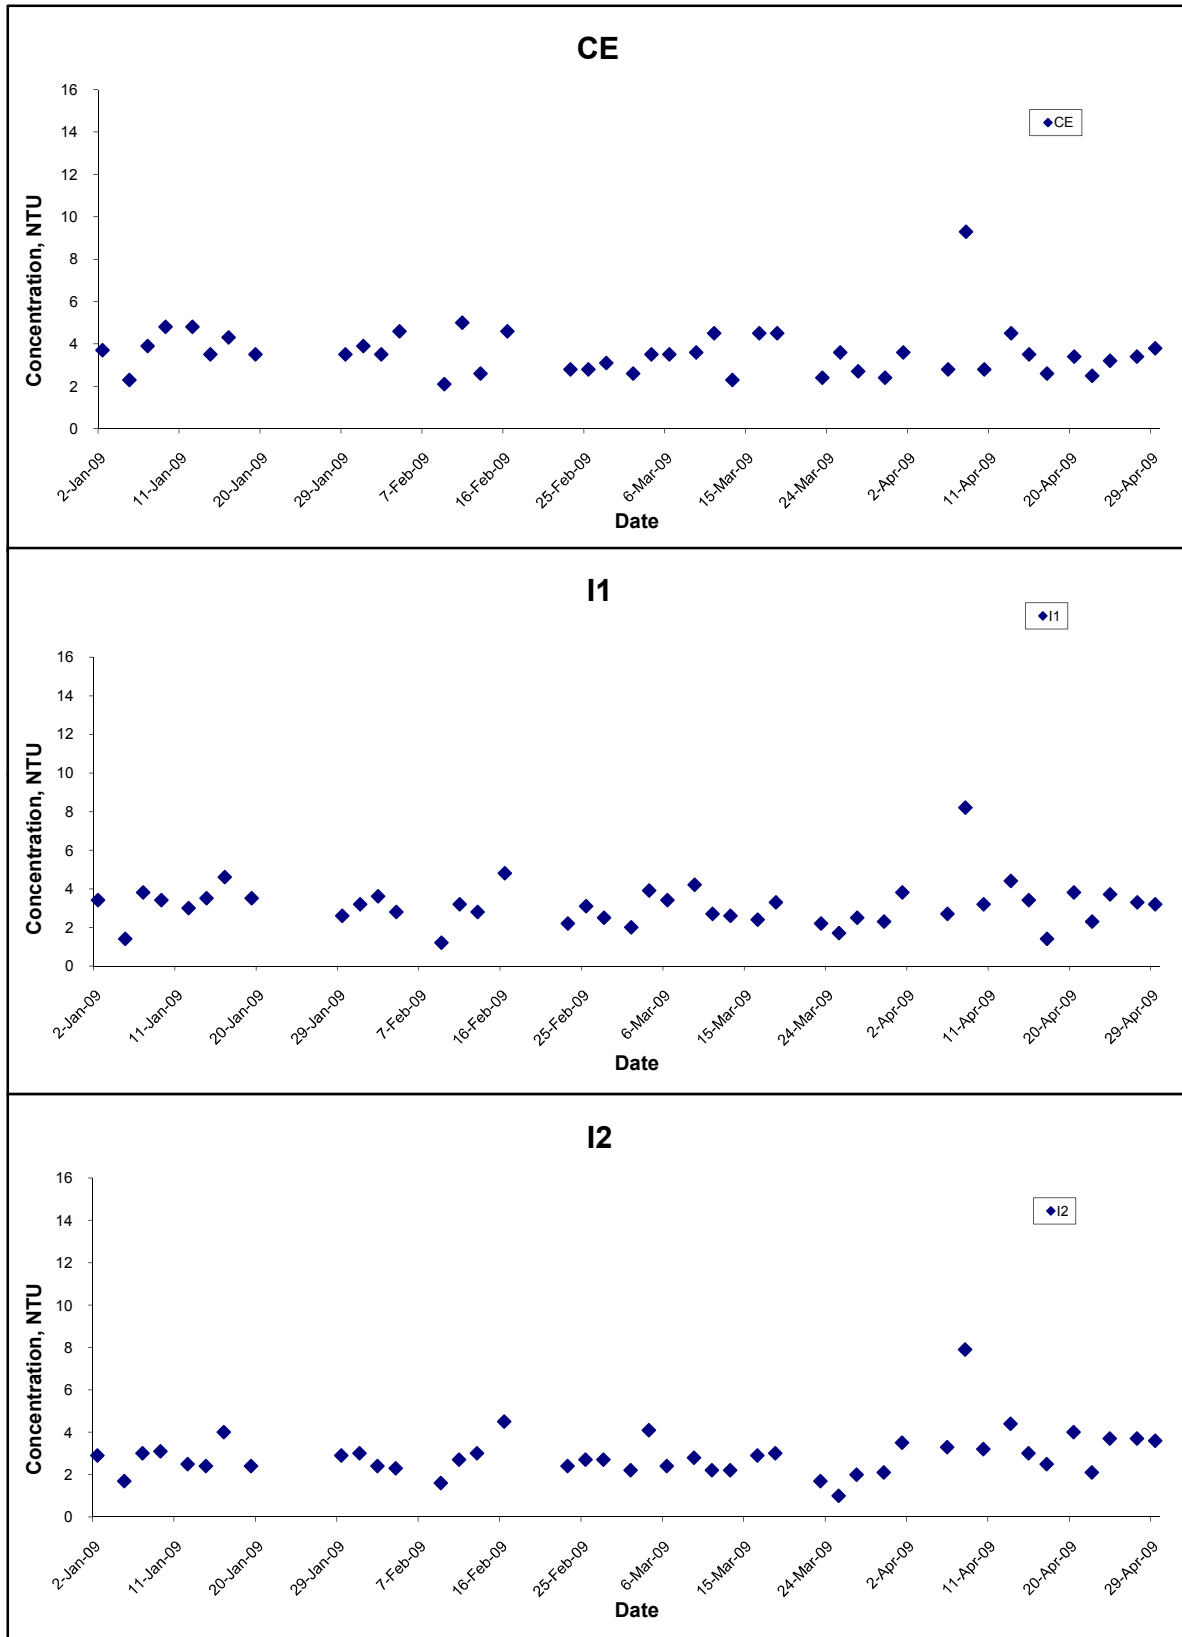 CE
16
14
12
10
8
6
4
2
0
Concentration, NTU
CE
2-Jan-09
11-Jan-09
20-Jan-09
29-Jan-09
7-Feb-09
16-Feb-09
25-Feb-09
6-Mar-09
15-Mar-09
24-Mar-09
2-Apr-09
11-Apr-09
20-Apr-09
29-Apr-09
Date
I1
I1
16
14
12
10
8
6
4
2
0
Concentration, NTU
2-Jan-09
11-Jan-09
20-Jan-09
29-Jan-09
7-Feb-09
16-Feb-09
25-Feb-09
6-Mar-09
15-Mar-09
24-Mar-09
2-Apr-09
11-Apr-09
20-Apr-09
29-Apr-09
Date
I2
16
14
12
10
8
6
4
2
0
Concentration, NTU
I2
2-Jan-09
11-Jan-09
20-Jan-09
29-Jan-09
7-Feb-09
16-Feb-09
25-Feb-09
6-Mar-09
15-Mar-09
24-Mar-09
2-Apr-09
11-Apr-09
20-Apr-09
29-Apr-09
Date